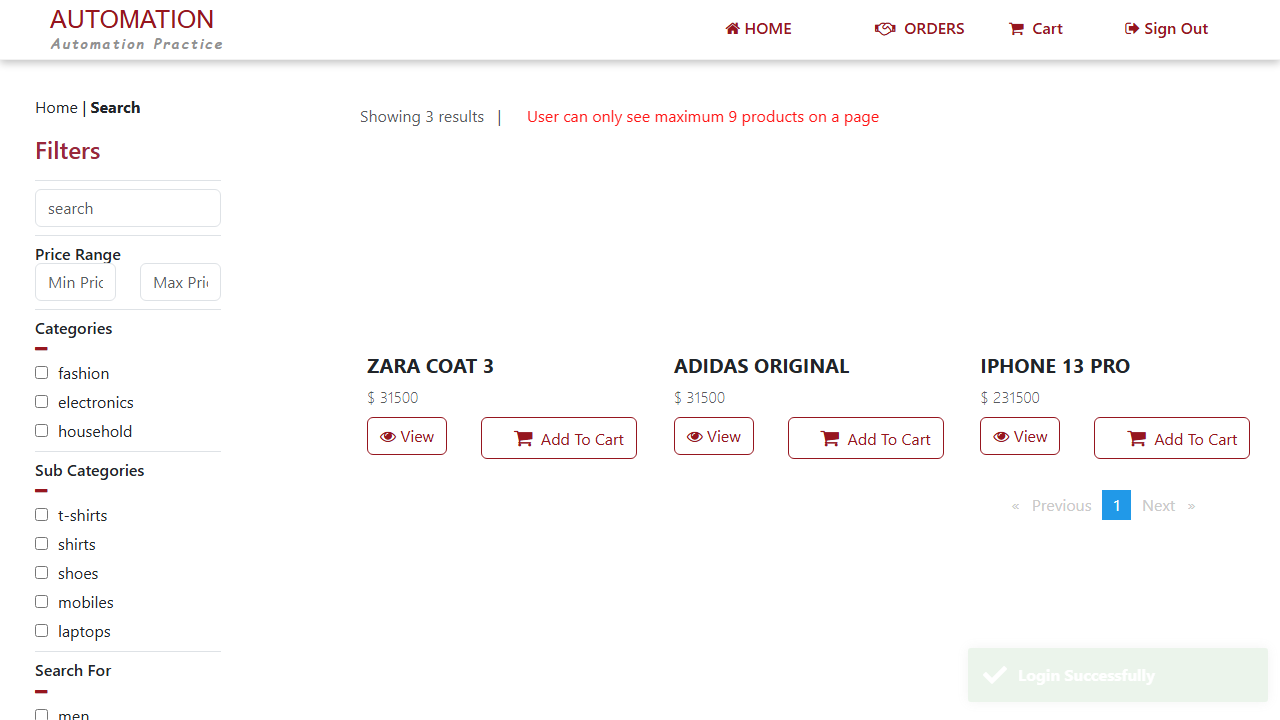 AUTOMATION
Automation Practice
HOME
ORDERS
Cart
Sign Out
Home | Search
Showing 3 results |
User can only see maximum 9 products on a page
Filters
search
Price Range
Min Pric
Max Pric
Categories
fashion
electronics
household
Sub Categories
t-shirts
shirts
shoes
mobiles
laptops
Search For
men
ZARA COAT 3
$ 31500
View
Add To Cart
ADIDAS ORIGINAL
$ 31500
View
Add To Cart
IPHONE 13 PRO
$ 231500
View
Add To Cart
« Previous 1 Next »
Login Successfully